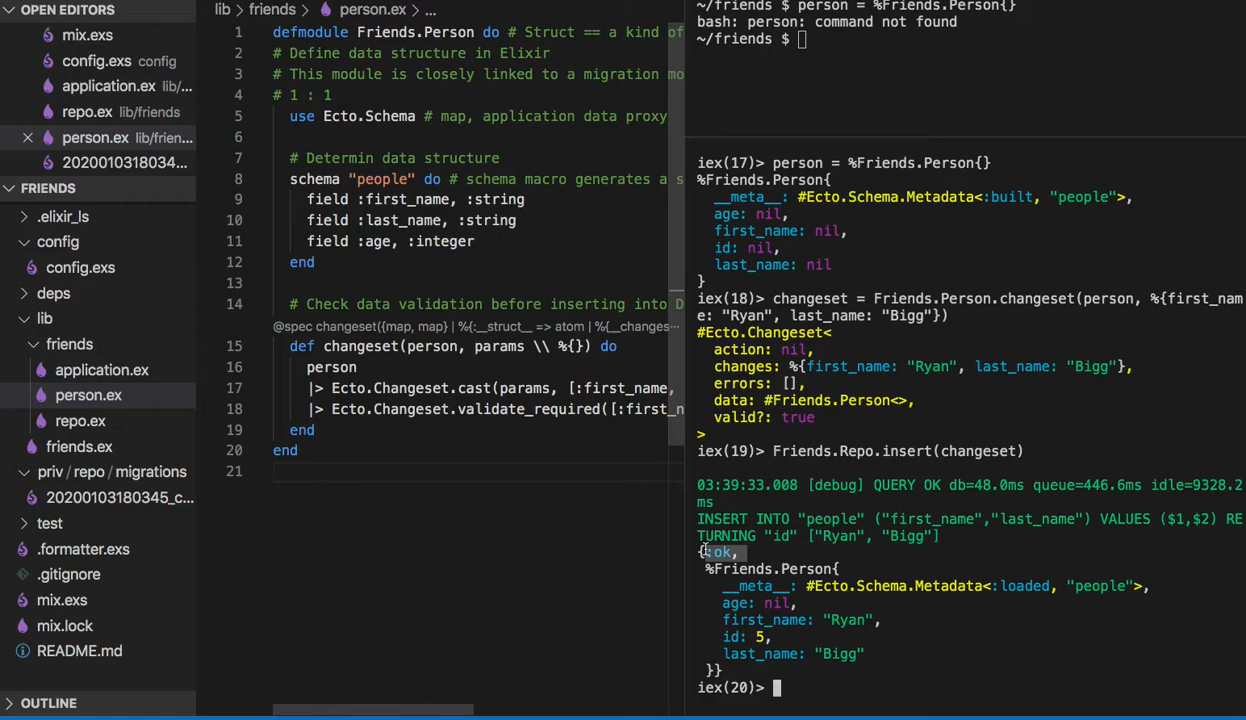 OPEN EDITORS
mix.exs
config.exs config
application.ex lib/...
repo.ex lib/friends
person.ex lib/frien...
2020010318034...
FRIENDS
.elixir_ls
config
config.exs
deps
lib
friends
application.ex
person.ex
repo.ex
friends.ex
priv / repo / migrations
20200103180345_c...
test
.formatter.exs
.gitignore
mix.exs
mix.lock
README.md
OUTLINE
lib > friends > person.ex > ...
1 defmodule Friends.Person do # Struct == a kind of
2 # Define data structure in Elixir
3 # This module is closely linked to a migration mo
4 # 1 : 1
5 use Ecto.Schema # map, application data proxy
6
7 # Determin data structure
8 schema "people" do # schema macro generates a s
9 field :first_name, :string
10 field :last_name, :string
11 field :age, :integer
12 end
13
14 # Check data validation before inserting into D
@spec changeset({map, map} | %{:__struct__ => atom | %{:__changes...
15 def changeset(person, params \\ %{}) do
16 person
17 |> Ecto.Changeset.cast(params, [:first_name,
18 |> Ecto.Changeset.validate_required([:first_n
19 end
20 end
21
~/friends $ person = %Friends.Person{}
bash: person: command not found
~/friends $
iex(17)> person = %Friends.Person{}
%Friends.Person{
__meta__: #Ecto.Schema.Metadata<:built, "people">,
age: nil,
first_name: nil,
id: nil,
last_name: nil
}
iex(18)> changeset = Friends.Person.changeset(person, %{first_nam
e: "Ryan", last_name: "Bigg"})
#Ecto.Changeset<
action: nil,
changes: %{first_name: "Ryan", last_name: "Bigg"},
errors: [],
data: #Friends.Person<>,
valid?: true
>
iex(19)> Friends.Repo.insert(changeset)
03:39:33.008 [debug] QUERY OK db=48.0ms queue=446.6ms idle=9328.2
ms
INSERT INTO "people" ("first_name","last_name") VALUES ($1,$2) RE
TURNING "id" ["Ryan", "Bigg"]
{:ok,
%Friends.Person{
__meta__: #Ecto.Schema.Metadata<:loaded, "people">,
age: nil,
first_name: "Ryan",
id: 5,
last_name: "Bigg"
}}
iex(20)>